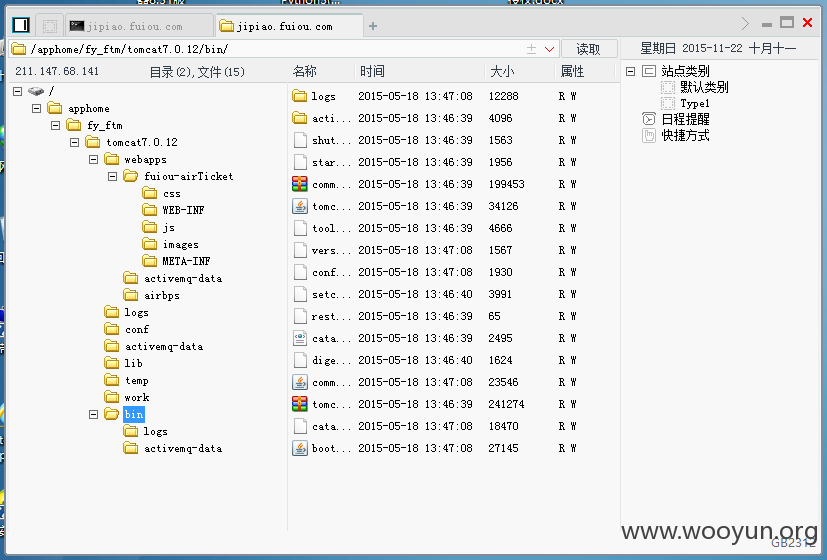 jipiao.fuiou.com
jipiao.fuiou.com
/apphome/fy_ftm/tomcat7.0.12/bin/
读取
星期日 2015-11-22 十月十一
211.147.68.141
目录(2),文件(15)
名称 时间 大小 属性
/
apphome
fy_ftm
tomcat7.0.12
webapps
fuiou-airTicket
css
WEB-INF
js
images
META-INF
activemq-data
airbps
logs
conf
activemq-data
lib
temp
work
bin
logs
activemq-data
logs 2015-05-18 13:47:08 12288 R W
acti... 2015-05-18 13:46:39 4096 R W
shut... 2015-05-18 13:46:39 1563 R W
star... 2015-05-18 13:46:39 1956 R W
comm... 2015-05-18 13:46:39 199453 R W
tomc... 2015-05-18 13:46:39 34126 R W
tool... 2015-05-18 13:46:39 4666 R W
vers... 2015-05-18 13:47:08 1567 R W
conf... 2015-05-18 13:47:08 1930 R W
setc... 2015-05-18 13:46:40 3991 R W
rest... 2015-05-18 13:46:39 65 R W
cata... 2015-05-18 13:46:39 2495 R W
dige... 2015-05-18 13:46:40 1624 R W
comm... 2015-05-18 13:47:08 23546 R W
tomc... 2015-05-18 13:46:39 241274 R W
cata... 2015-05-18 13:47:08 18470 R W
boot... 2015-05-18 13:47:08 27145 R W
站点类别
默认类别
Type1
日程提醒
快捷方式
www.wooyun.org
GB2312